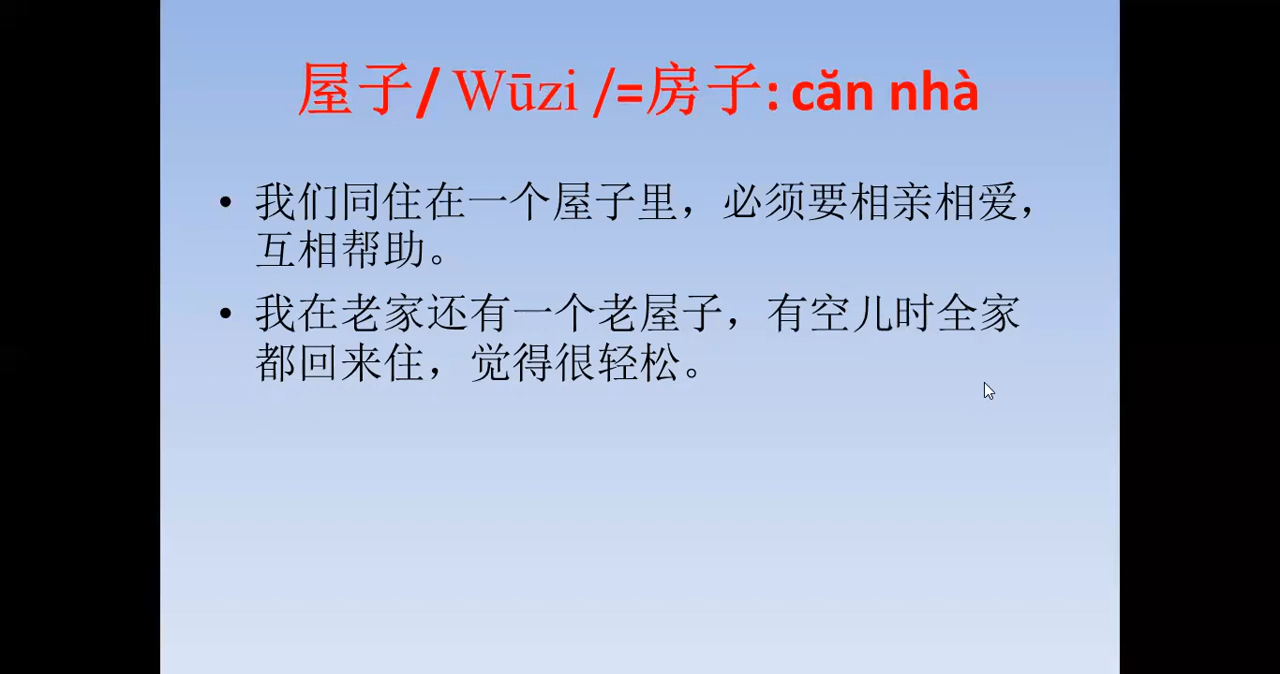 屋子/ Wūzi /=房子: căn nhà
• 我们同住在一个屋子里，必须要相亲相爱，
互相帮助。
• 我在老家还有一个老屋子，有空儿时全家
都回来住，觉得很轻松。